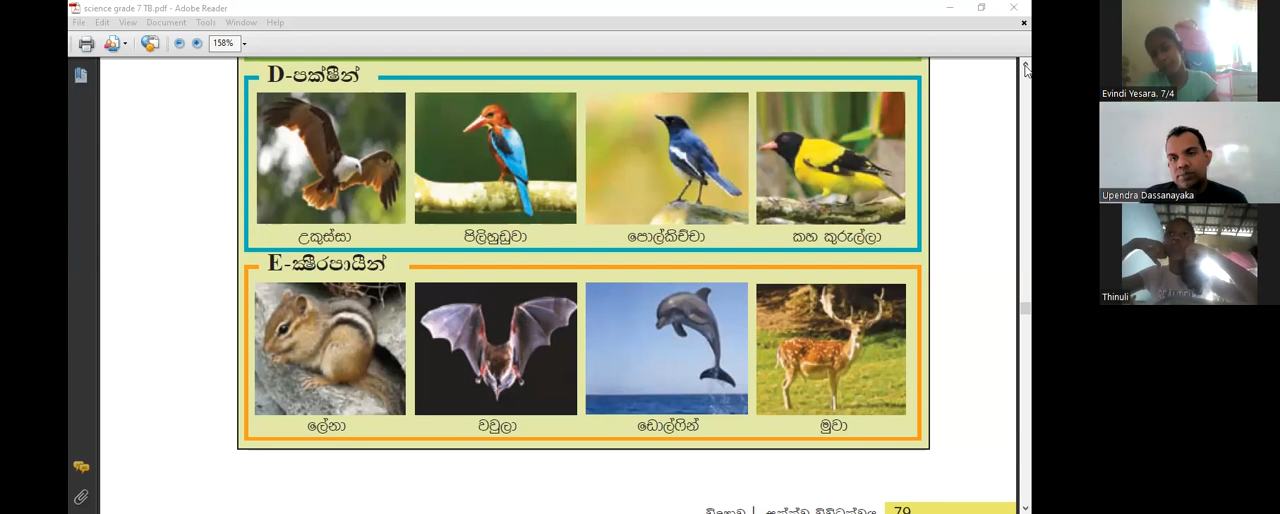 science grade 7 TB.pdf - Adobe Reader
File Edit View Document Tools Window Help
158%
D-පක්ෂීන්
උකුස්සා පිලිහුඩුවා පොල්කිච්චා කහ කුරුල්ලා
E-ක්ෂීරපායීන්
ලේනා වවුලා ඩොල්ෆින් මුවා
79
Evindi Yesara. 7/4
Upendra Dassanayaka
Thinuli